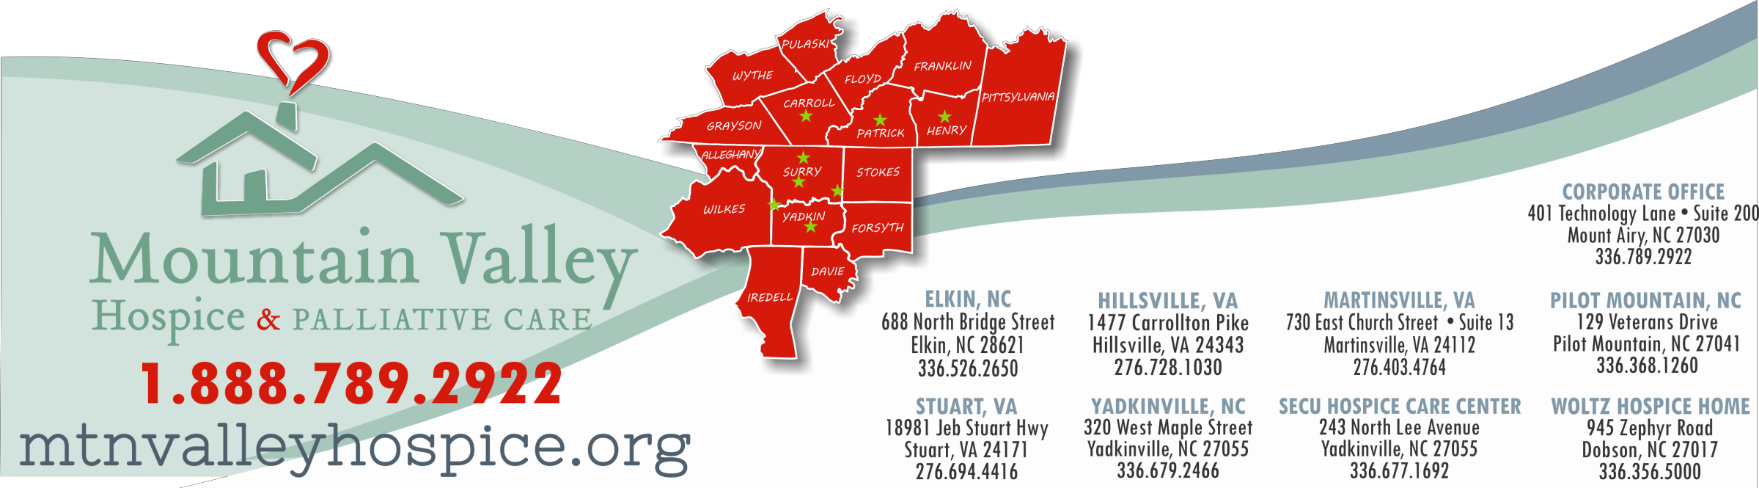 Mountain Valley
Hospice & PALLIATIVE CARE
1.888.789.2922
mtnvalleyhospice.org
PULASKI
WYTHE
FLOYD
FRANKLIN
PITTSYLVANIA
CARROLL
GRAYSON
PATRICK
HENRY
ALLEGHANY
SURRY
STOKES
WILKES
YADKIN
FORSYTH
DAVIE
IREDELL
CORPORATE OFFICE
401 Technology Lane • Suite 200
Mount Airy, NC 27030
336.789.2922
ELKIN, NC
688 North Bridge Street
Elkin, NC 28621
336.526.2650
HILLSVILLE, VA
1477 Carrollton Pike
Hillsville, VA 24343
276.728.1030
MARTINSVILLE, VA
730 East Church Street • Suite 13
Martinsville, VA 24112
276.403.4764
PILOT MOUNTAIN, NC
129 Veterans Drive
Pilot Mountain, NC 27041
336.368.1260
STUART, VA
18981 Jeb Stuart Hwy
Stuart, VA 24171
276.694.4416
YADKINVILLE, NC
320 West Maple Street
Yadkinville, NC 27055
336.679.2466
SECU HOSPICE CARE CENTER
243 North Lee Avenue
Yadkinville, NC 27055
336.677.1692
WOLTZ HOSPICE HOME
945 Zephyr Road
Dobson, NC 27017
336.356.5000